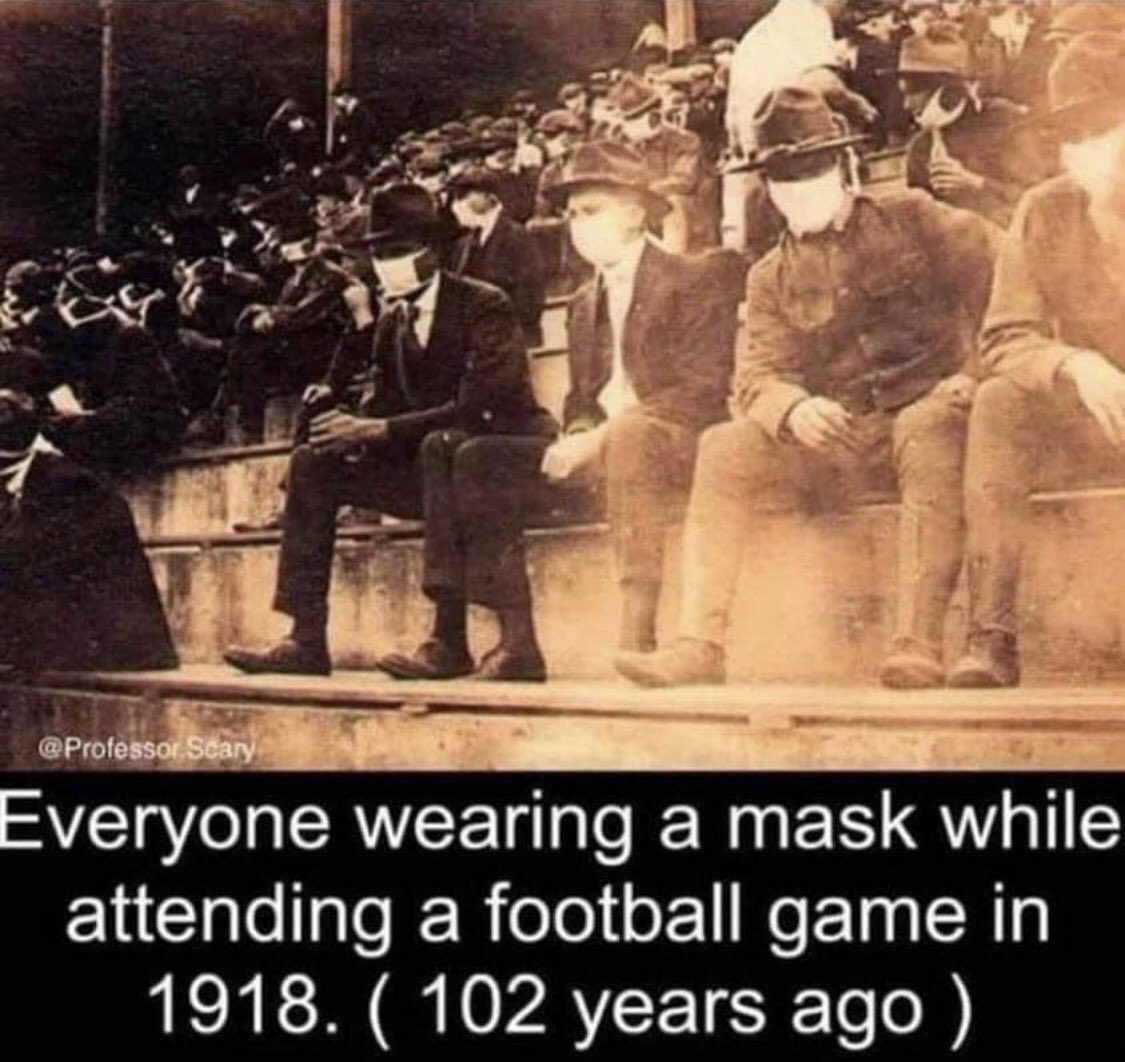 @Professor.Scary
Everyone wearing a mask while
attending a football game in
1918. ( 102 years ago )